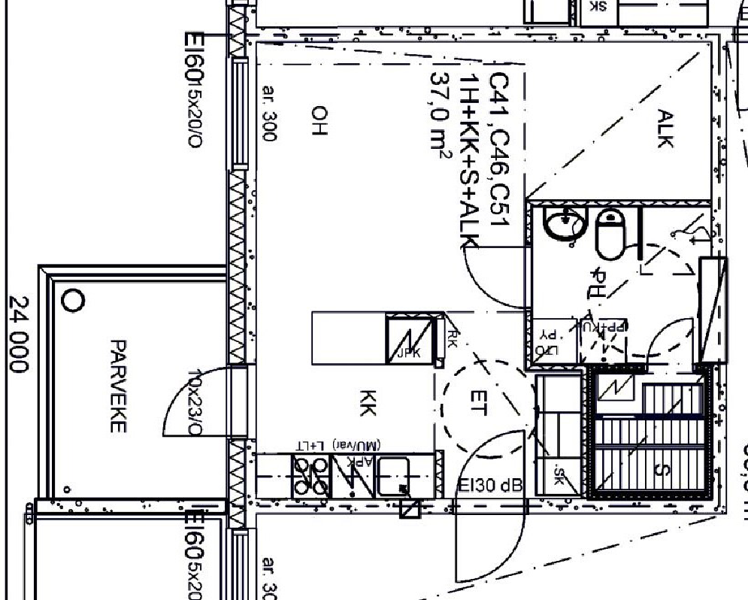 SK
EI60
15x20/O
ar. 300
OH
C41,C46,C51
1H+KK+S+ALK
37,0 m²
ALK
PH
24 000
PARVEKE
10x23/O
JPK
RK
PY.
LTO
PP+KU
KK
ET
L+LT
(MU/var)
APK
SK
S
EI30 dB
EI60
5x20
ar. 30